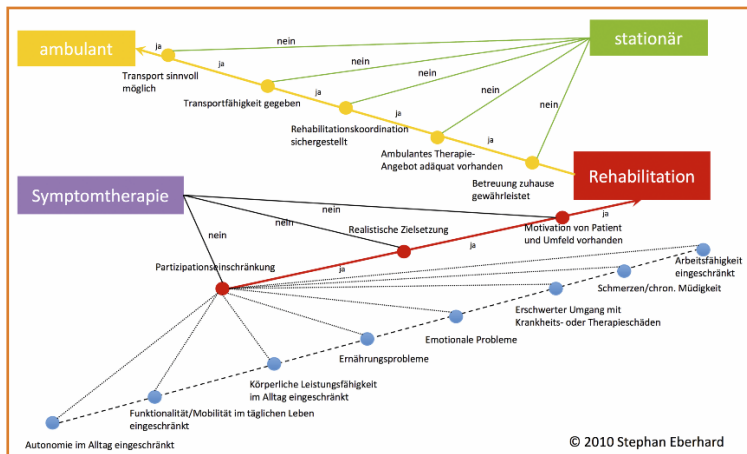 ambulant
stationär
ja
nein
Transport sinnvoll
möglich
ja
nein
Transportfähigkeit gegeben
ja
nein
Rehabilitationskoordination
sichergestellt
ja
nein
Ambulantes Therapie-
Angebot adäquat vorhanden
ja
nein
Betreuung zuhause
gewährleistet
Rehabilitation
Symptomtherapie
nein
nein
nein
Realistische Zielsetzung
ja
Motivation von Patient
und Umfeld vorhanden
ja
Partizipationseinschränkung
ja
Arbeitsfähigkeit
eingeschränkt
Schmerzen/chron. Müdigkeit
Erschwerter Umgang mit
Krankheits- oder Therapieschäden
Emotionale Probleme
Ernährungsprobleme
Körperliche Leistungsfähigkeit
im Alltag eingeschränkt
Funktionalität/Mobilität im täglichen Leben
eingeschränkt
Autonomie im Alltag eingeschränkt
© 2010 Stephan Eberhard